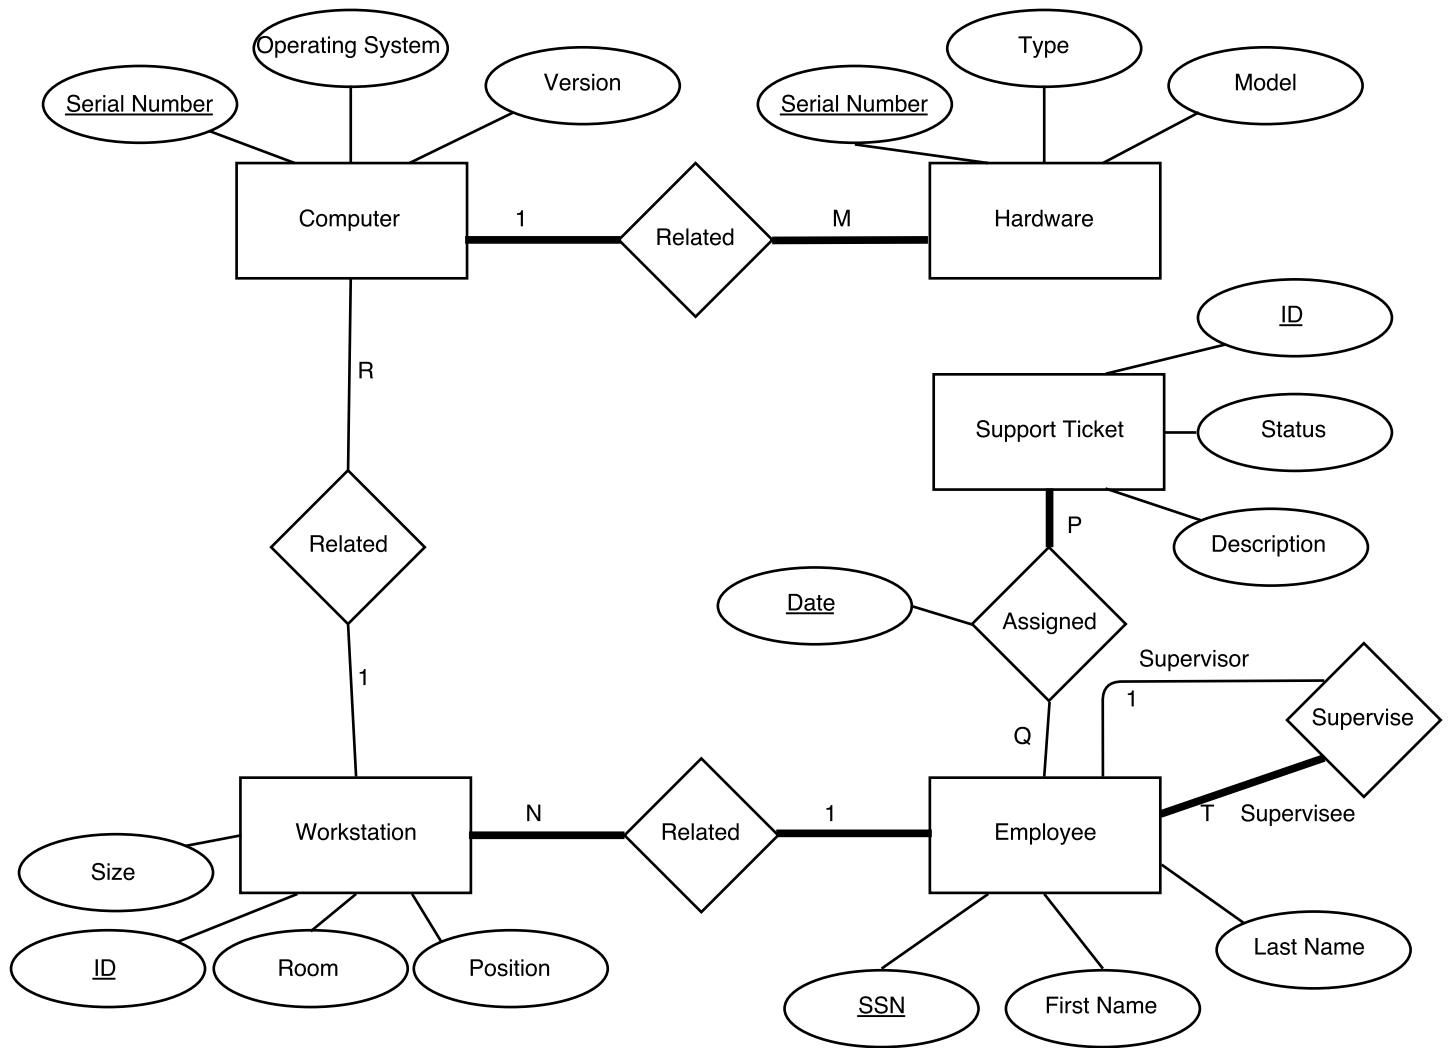 Operating System
Type
Version
Model
Serial Number
Serial Number
Computer
1
Related
M
Hardware
ID
R
Support Ticket
Status
P
Related
Description
Date
Assigned
Supervisor
1
1
Supervise
Q
N
1
T
Supervisee
Workstation
Related
Employee
Size
Last Name
ID
Room
Position
SSN
First Name